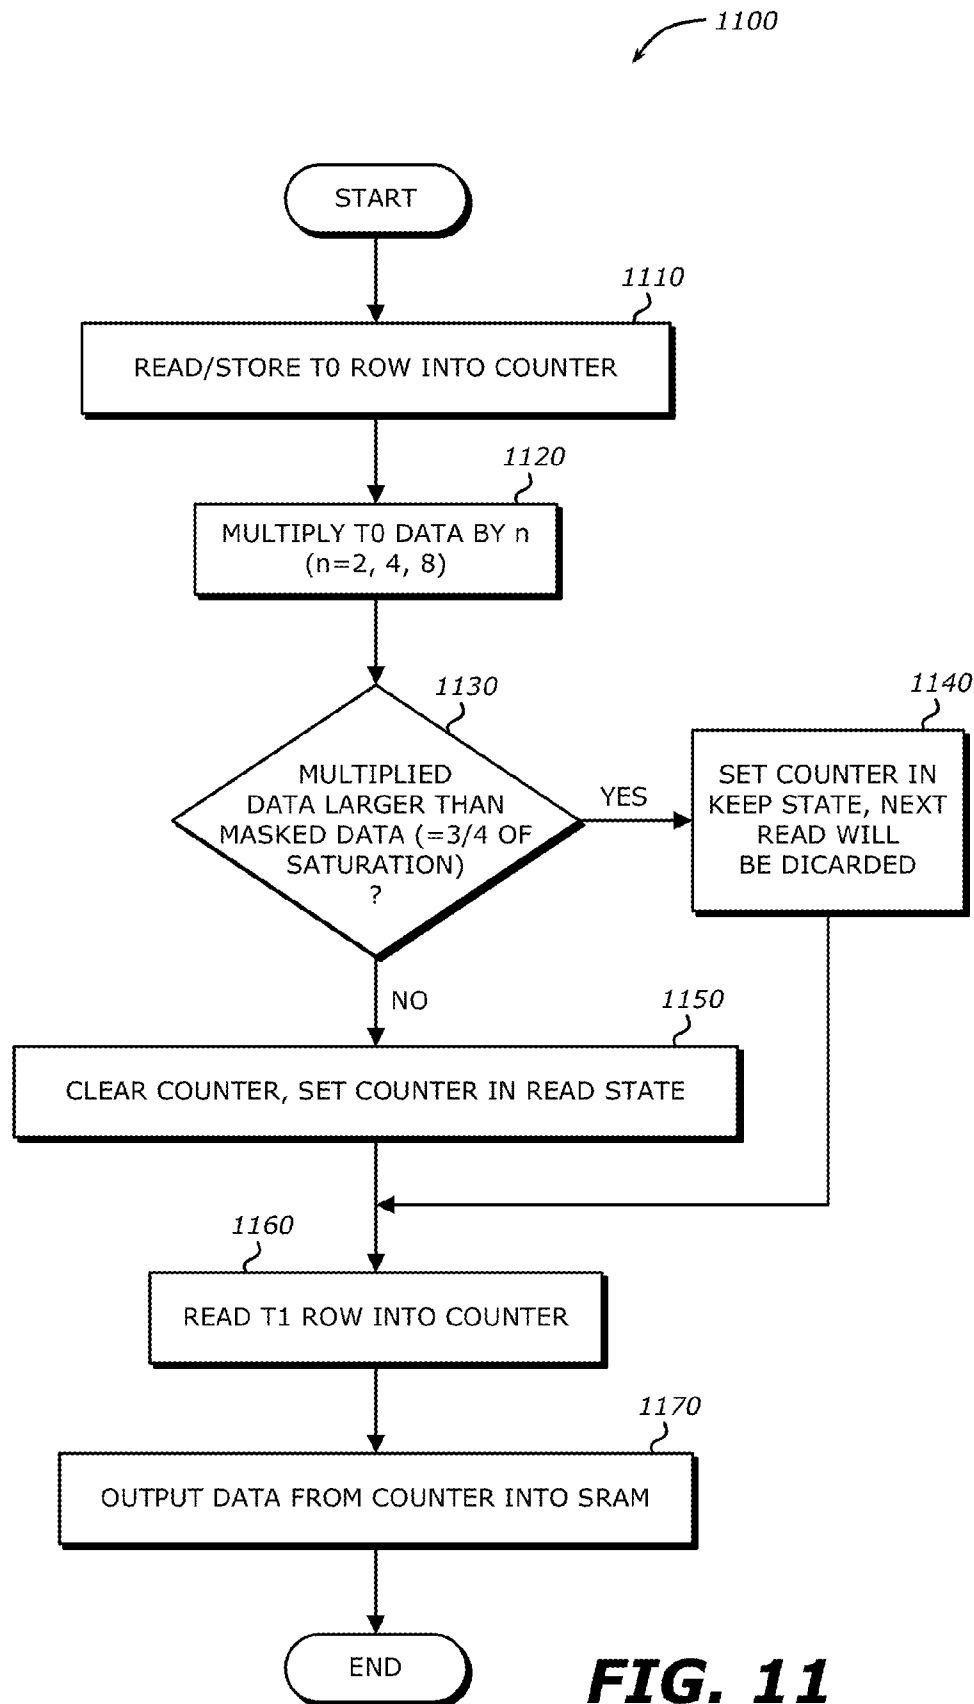 1100
START
1110
READ/STORE T0 ROW INTO COUNTER
1120
MULTIPLY T0 DATA BY n
(n=2, 4, 8)
1130
MULTIPLIED
DATA LARGER THAN
MASKED DATA (=3/4 OF
SATURATION)
?
YES
1140
SET COUNTER IN
KEEP STATE, NEXT
READ WILL
BE DICARDED
NO
1150
CLEAR COUNTER, SET COUNTER IN READ STATE
1160
READ T1 ROW INTO COUNTER
1170
OUTPUT DATA FROM COUNTER INTO SRAM
END
FIG. 11